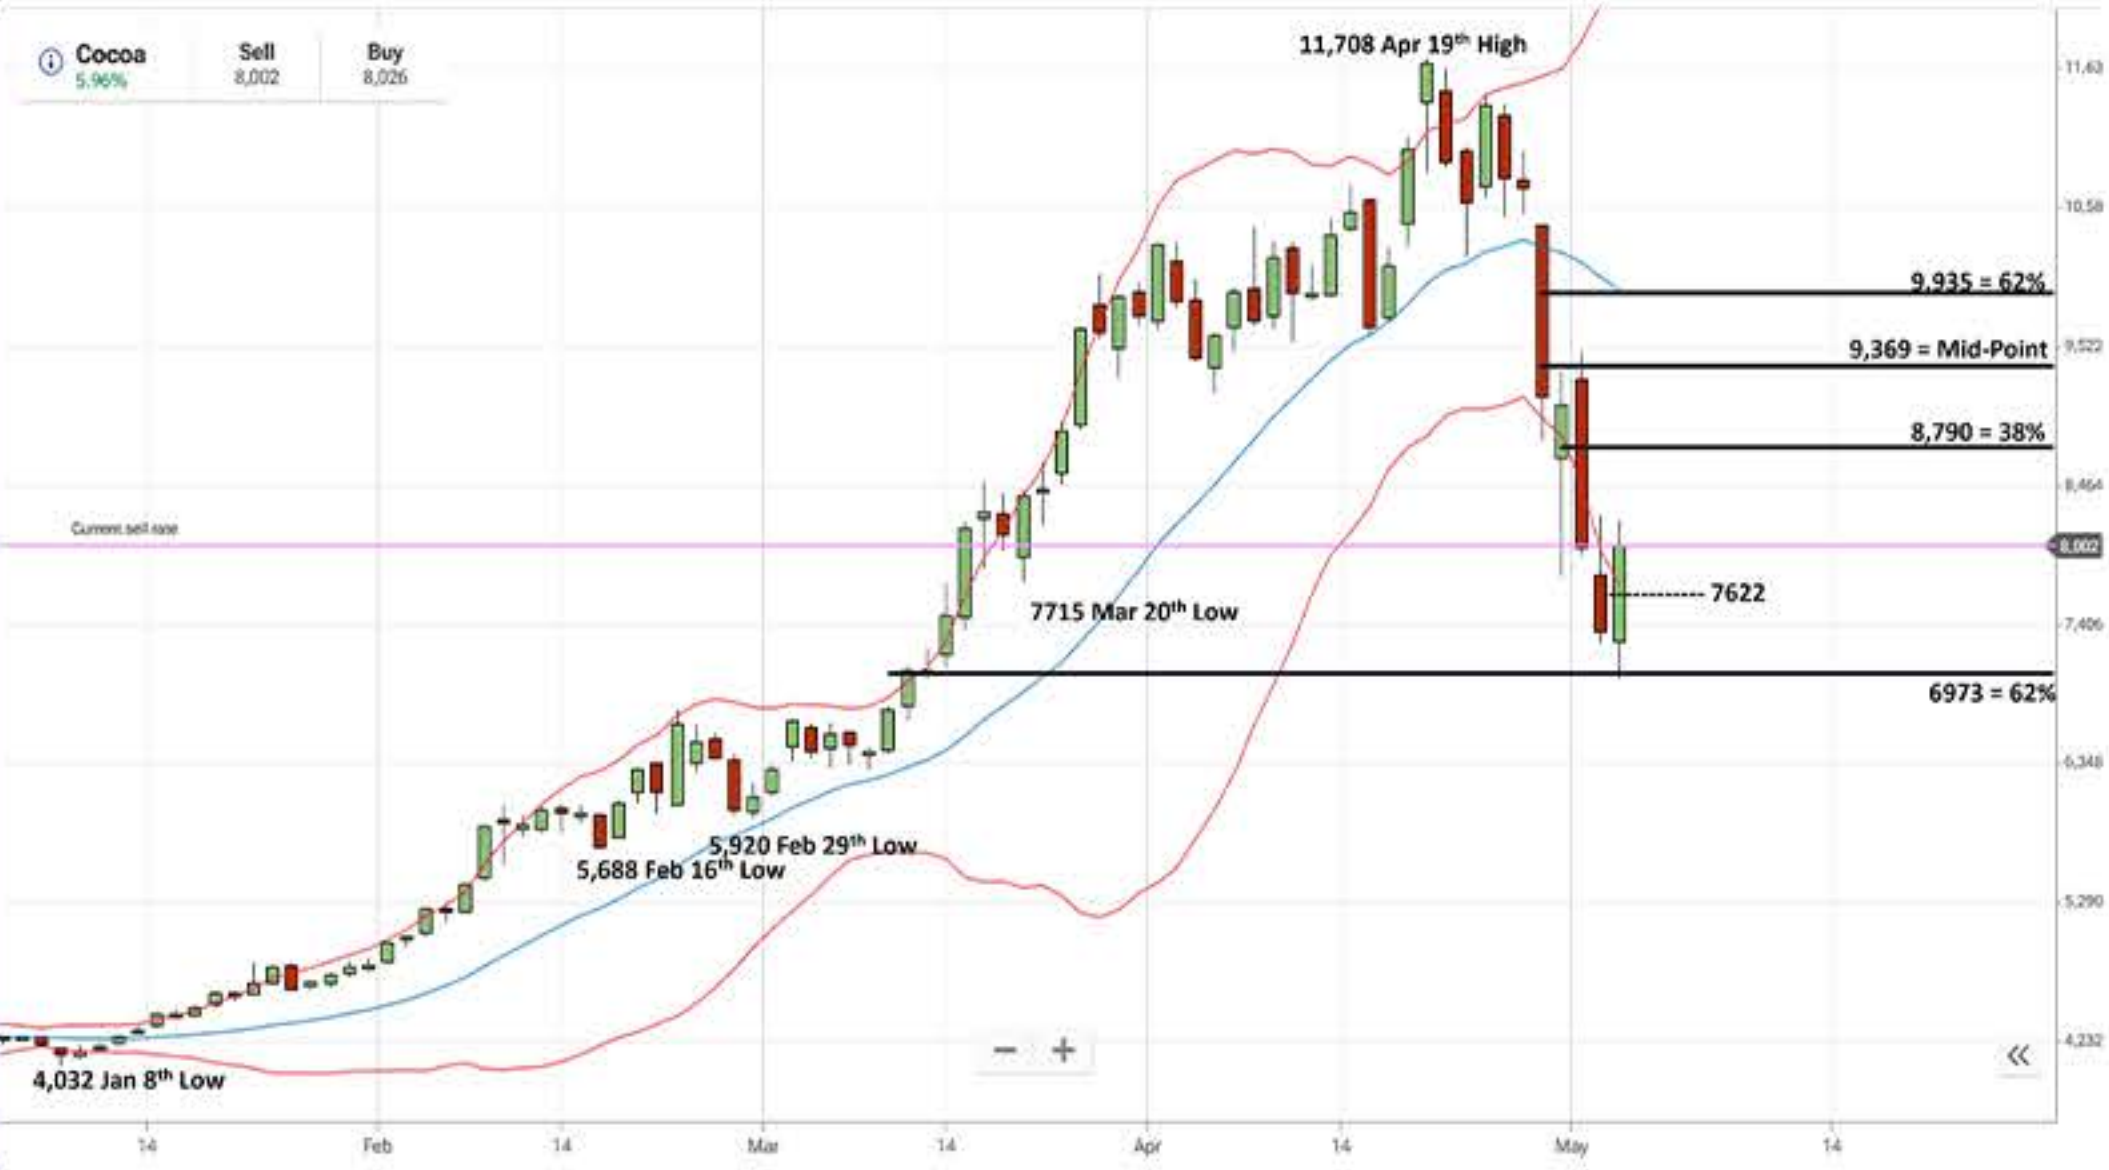 Cocoa Sell Buy
5.96% 8,002 8,026
11,708 Apr 19th High
11,63
10,58
9,935 = 62%
9,522
9,369 = Mid-Point
8,790 = 38%
8,464
Current sell rate
8,002
7622
7715 Mar 20th Low
7,406
6973 = 62%
6,348
5,920 Feb 29th Low
5,688 Feb 16th Low
5,290
4,232
4,032 Jan 8th Low
14 Feb 14 Mar 14 Apr 14 May 14